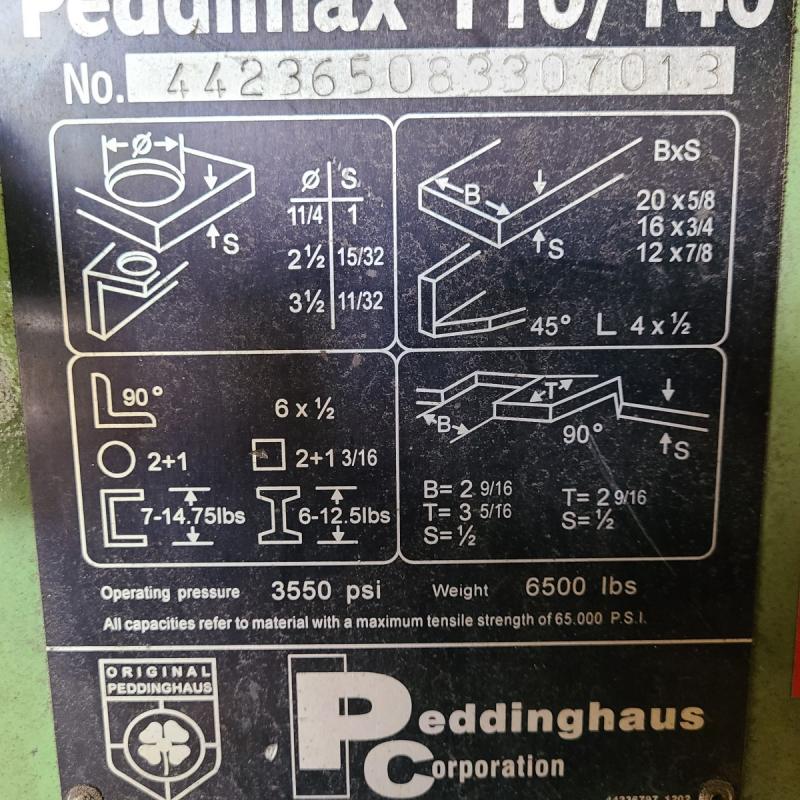 Peddimax 110/140
No. 442365083307013
Ø
S
Ø S
11/4 1
2½ 15/32
3½ 11/32
B
S
BxS
20 x5/8
16 x3/4
12 x7/8
45° L 4 x ½
90°
6 x ½
2+1
2+1 3/16
7-14.75lbs
6-12.5lbs
B
T
90°
S
B= 2 9/16
T= 3 5/16
S= ½
T= 2 9/16
S= ½
Operating pressure 3550 psi Weight 6500 lbs
All capacities refer to material with a maximum tensile strength of 65.000 P.S.I.
ORIGINAL
PEDDINGHAUS
Peddinghaus
Corporation